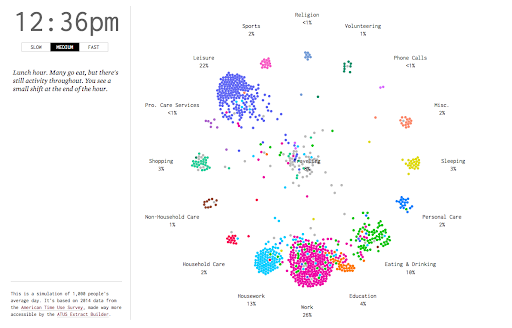 12:36pm
SLOW
MEDIUM
FAST
Lunch hour. Many go eat, but there's
still activity throughout. You see a
small shift at the end of the hour.
Religion
<1%
Sports
2%
Volunteering
1%
Leisure
22%
Phone Calls
<1%
Pro. Care Services
<1%
Misc.
2%
Shopping
3%
Traveling
Sleeping
3%
Non-Household Care
1%
Personal Care
2%
Household Care
2%
Eating & Drinking
10%
Housework
13%
Work
26%
Education
4%
This is a simulation of 1,000 people's
average day. It's based on 2014 data from
the American Time Use Survey, made way more
accessible by the ATUS Extract Builder.